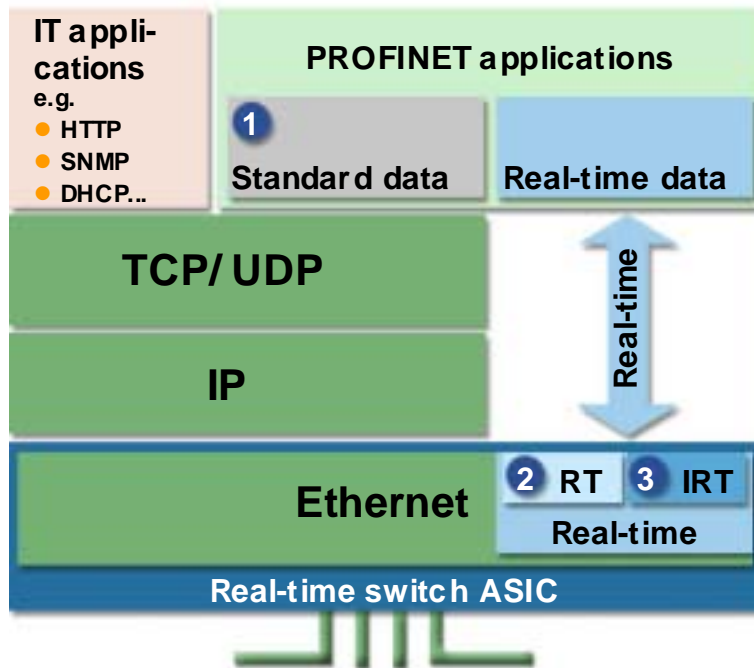 IT appli-
cations
e.g.
HTTP
SNMP
DHCP...
PROFINET applications
1
Standard data
Real-time data
TCP/ UDP
Real-time
IP
Ethernet
2 RT
3 IRT
Real-time
Real-time switch ASIC